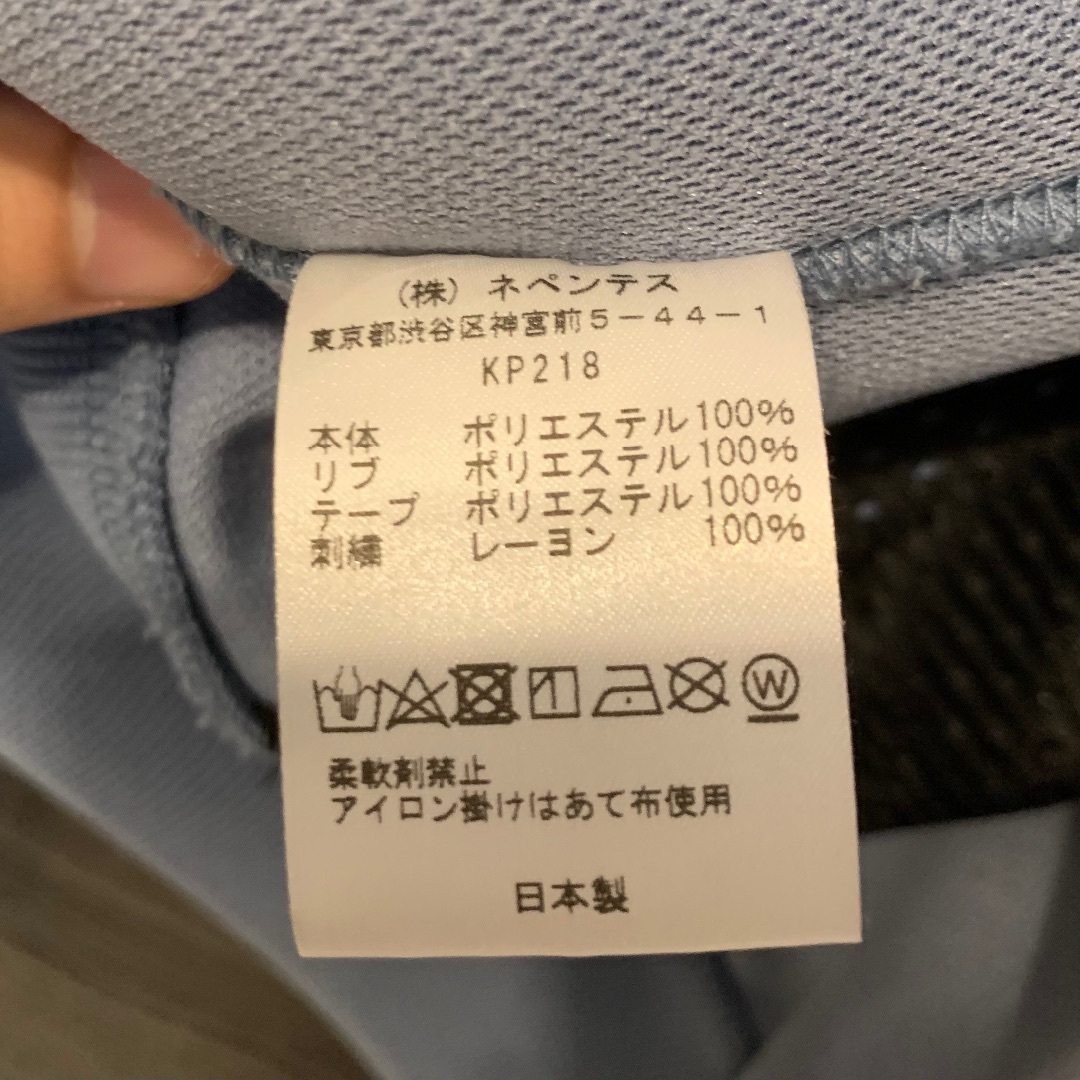 (株) ネペンテス
東京都渋谷区神宮前5-44-1
KP218
本体 ポリエステル100%
リブ ポリエステル100%
テープ ポリエステル100%
刺繍 レーヨン 100%
W
柔軟剤禁止
アイロン掛けはあて布使用
日本製